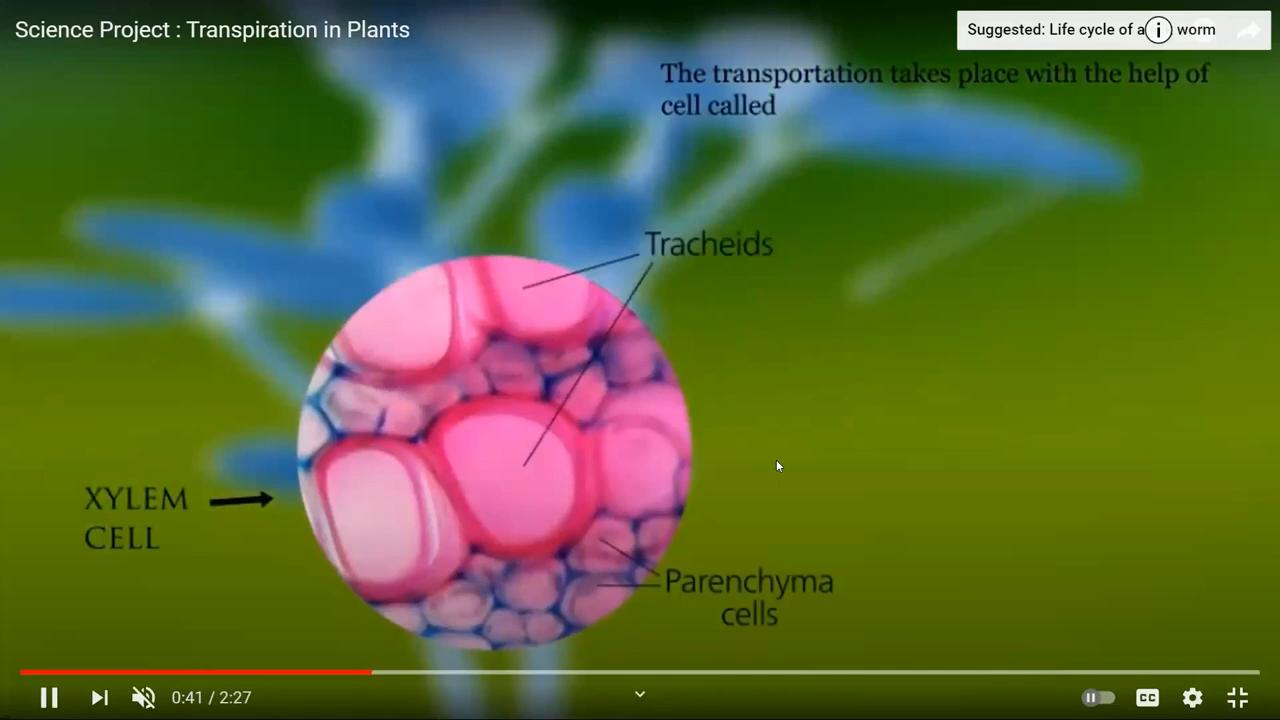 Science Project : Transpiration in Plants
Suggested: Life cycle of a worm
The transportation takes place with the help of
cell called
Tracheids
XYLEM
CELL
Parenchyma
cells
0:41 / 2:27
CC